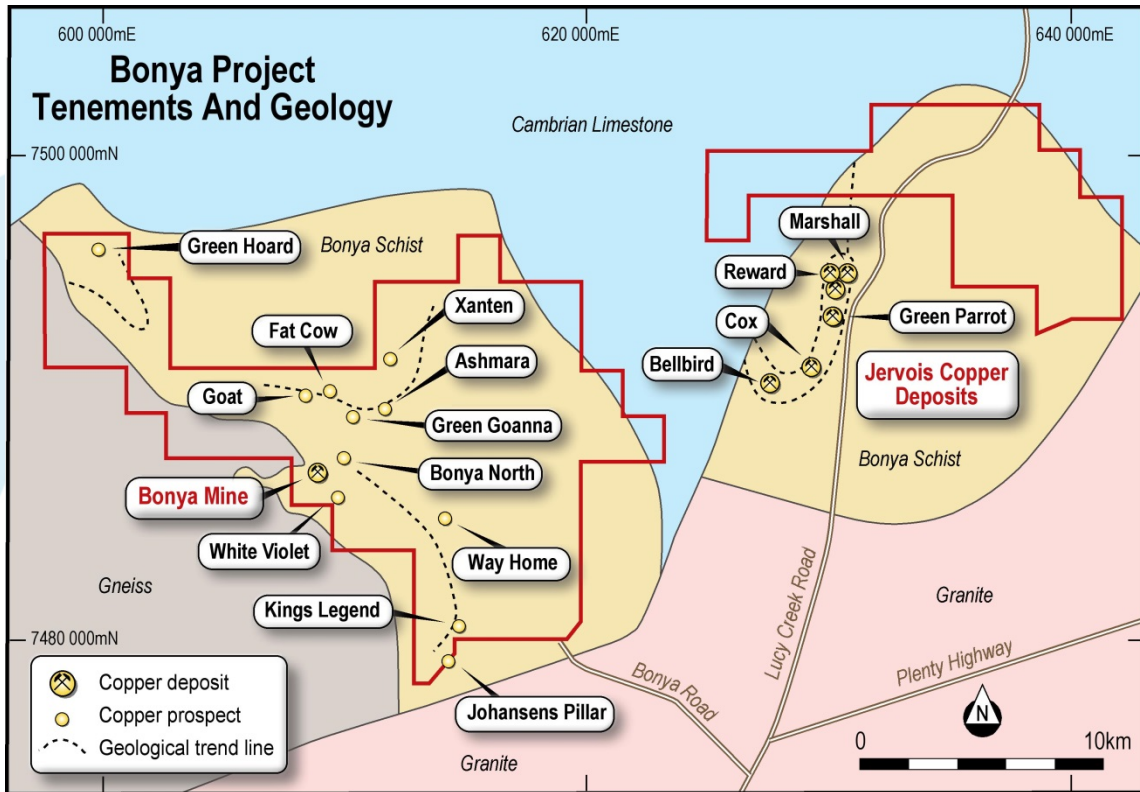 600 000mE
620 000mE
640 000mE
Bonya Project
Tenements And Geology
Cambrian Limestone
7500 000mN
Marshall
Green Hoard
Bonya Schist
Reward
Xanten
Fat Cow
Cox
Green Parrot
Ashmara
Bellbird
Jervois Copper
Deposits
Goat
Green Goanna
Bonya North
Bonya Schist
Bonya Mine
White Violet
Way Home
Gneiss
Kings Legend
Granite
Lucy Creek Road
Plenty Highway
7480 000mN
Copper deposit
Copper prospect
Geological trend line
Johansens Pillar
Bonya Road
N
Granite
0
10km